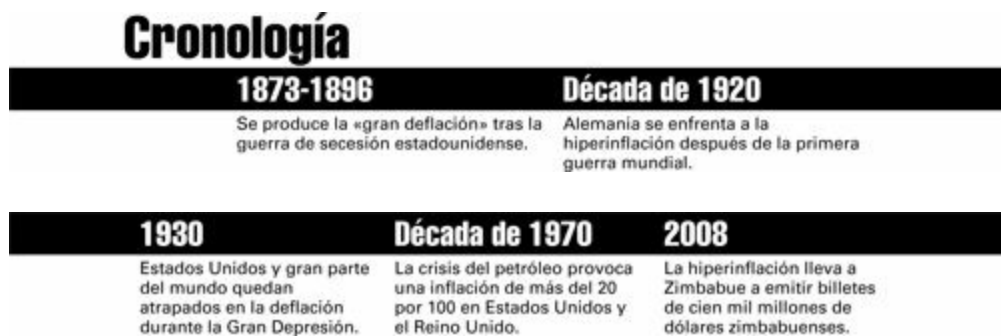 Cronología
1873-1896
Se produce la «gran deflación» tras la
guerra de secesión estadounidense.
Década de 1920
Alemania se enfrenta a la
hiperinflación después de la primera
guerra mundial.
1930
Estados Unidos y gran parte
del mundo quedan
atrapados en la deflación
durante la Gran Depresión.
Década de 1970
La crisis del petróleo provoca
una inflación de más del 20
por 100 en Estados Unidos y
el Reino Unido.
2008
La hiperinflación lleva a
Zimbabue a emitir billetes
de cien mil millones de
dólares zimbabuenses.